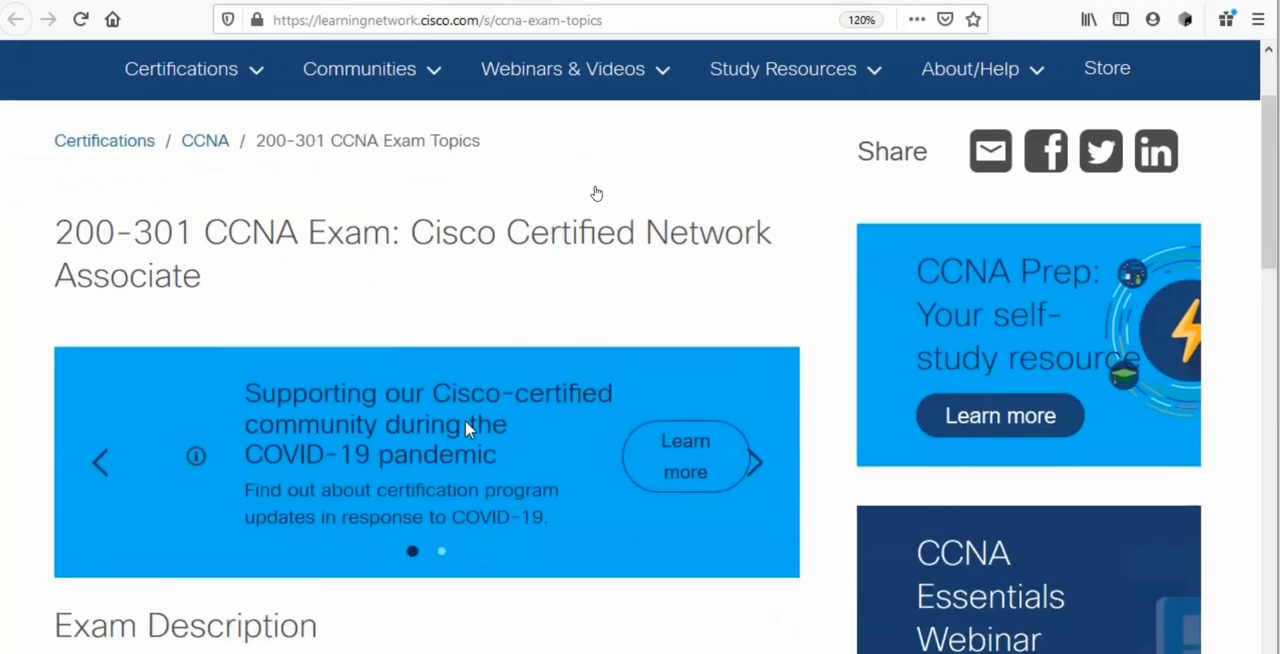 https://learningnetwork.cisco.com/s/ccna-exam-topics
120%
Certifications
Communities
Webinars & Videos
Study Resources
About/Help
Store
Certifications / CCNA / 200-301 CCNA Exam Topics
Share
200-301 CCNA Exam: Cisco Certified Network
Associate
Supporting our Cisco-certified
community during the
COVID-19 pandemic
Find out about certification program
updates in response to COVID-19.
Learn
more
CCNA Prep:
Your self-
study resource
Learn more
CCNA
Essentials
Webinar
Exam Description